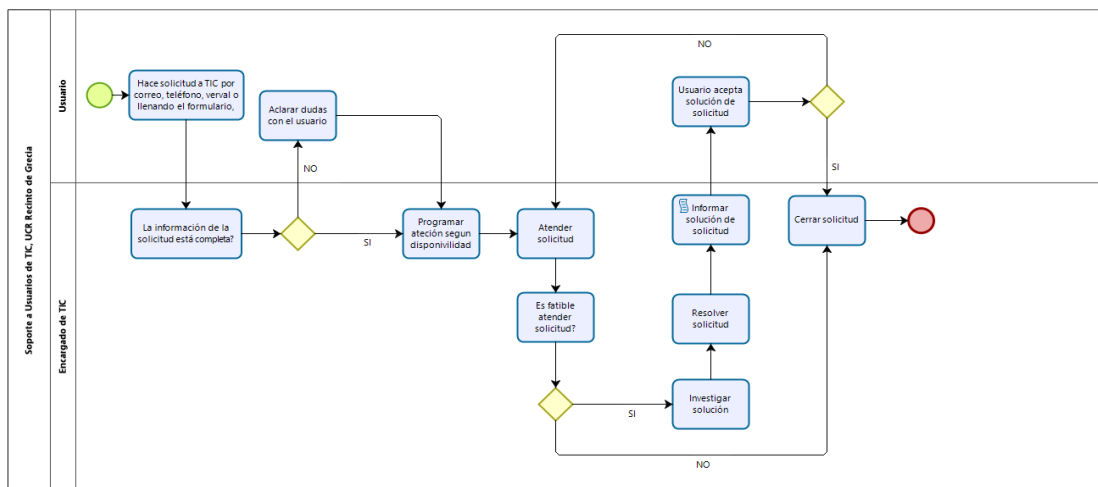 Soporte a Usuarios de TIC, UCR Recinto de Grecia
Usuario
Hace solicitud a TIC por
correo, teléfono, verval o
llenando el formulario,
Aclarar dudas
con el usuario
NO
Usuario acepta
solución de
solicitud
NO
SI
Encargado de TIC
La información de la
solicitud está completa?
SI
Programar
ateción segun
disponivilidad
Atender
solicitud
Informar
solución de
solicitud
Cerrar solicitud
Es fatible
atender
solicitud?
Resolver
solicitud
SI
Investigar
solución
NO